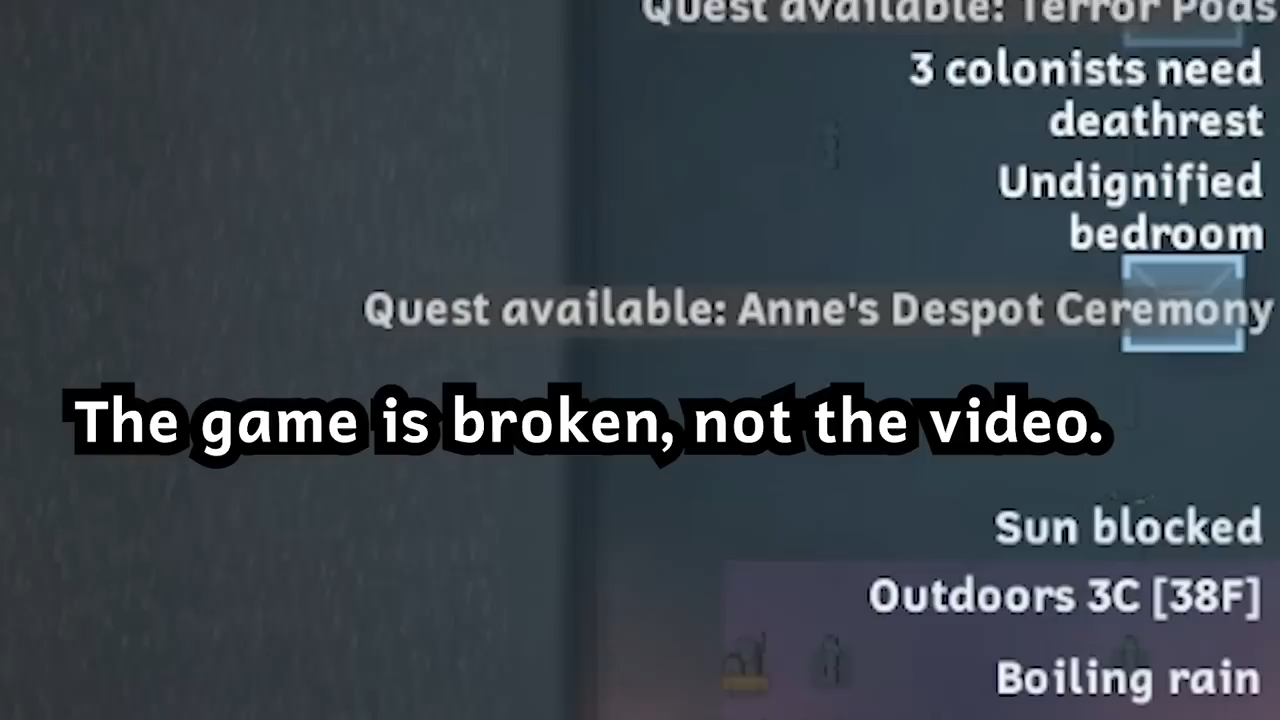 Quest available: Terror Pods
3 colonists need
deathrest
Undignified
bedroom
Quest available: Anne's Despot Ceremony
The game is broken, not the video.
Sun blocked
Outdoors 3C [38F]
Boiling rain